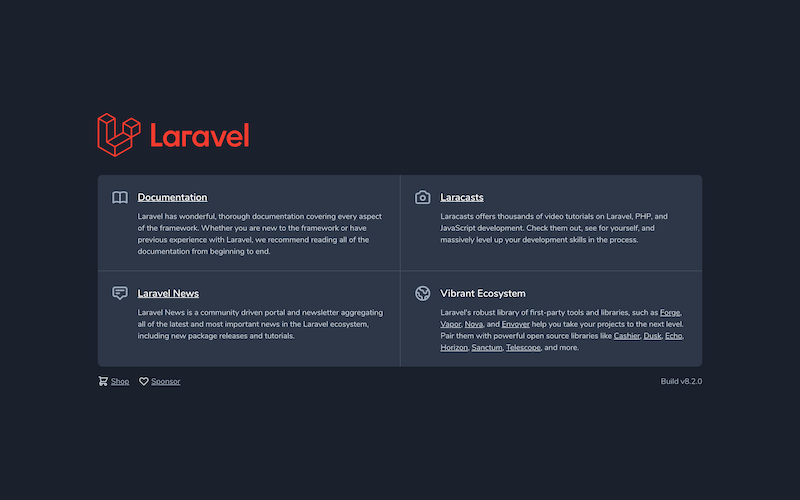 Laravel
Documentation
Laravel has wonderful, thorough documentation covering every aspect
of the framework. Whether you are new to the framework or have
previous experience with Laravel, we recommend reading all of the
documentation from beginning to end.
Laracasts
Laracasts offers thousands of video tutorials on Laravel, PHP, and
JavaScript development. Check them out, see for yourself, and
massively level up your development skills in the process.
Laravel News
Laravel News is a community driven portal and newsletter aggregating
all of the latest and most important news in the Laravel ecosystem,
including new package releases and tutorials.
Vibrant Ecosystem
Laravel's robust library of first-party tools and libraries, such as Forge,
Vapor, Nova, and Envoyer help you take your projects to the next level.
Pair them with powerful open source libraries like Cashier, Dusk, Echo,
Horizon, Sanctum, Telescope, and more.
Shop
Sponsor
Build v8.2.0